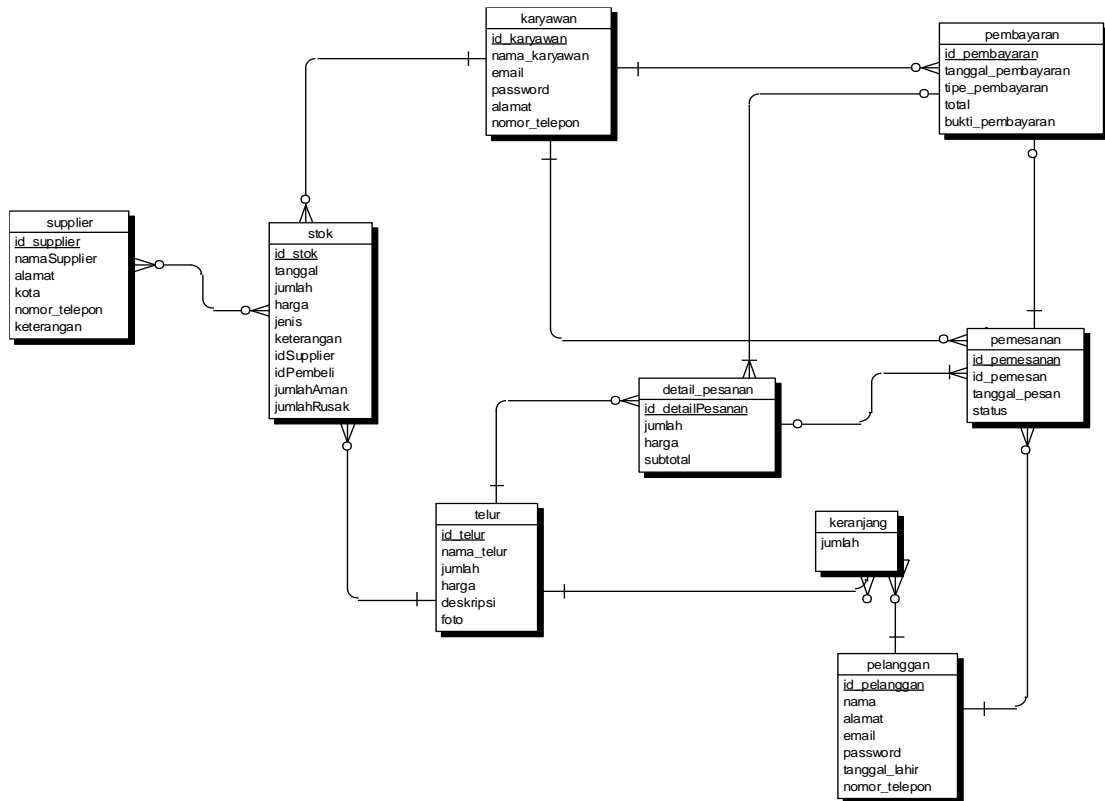 karyawan
id_karyawan
nama_karyawan
email
password
alamat
nomor_telepon
pembayaran
id_pembayaran
tanggal_pembayaran
tipe_pembayaran
total
bukti_pembayaran
supplier
id_supplier
namaSupplier
alamat
kota
nomor_telepon
keterangan
stok
id_stok
tanggal
jumlah
harga
jenis
keterangan
idSupplier
idPembeli
jumlahAman
jumlahRusak
pemesanan
id_pemesanan
id_pemesan
tanggal_pesan
status
detail_pesanan
id_detailPesanan
jumlah
harga
subtotal
telur
id_telur
nama_telur
jumlah
harga
deskripsi
foto
keranjang
jumlah
pelanggan
id_pelanggan
nama
alamat
email
password
tanggal_lahir
nomor_telepon